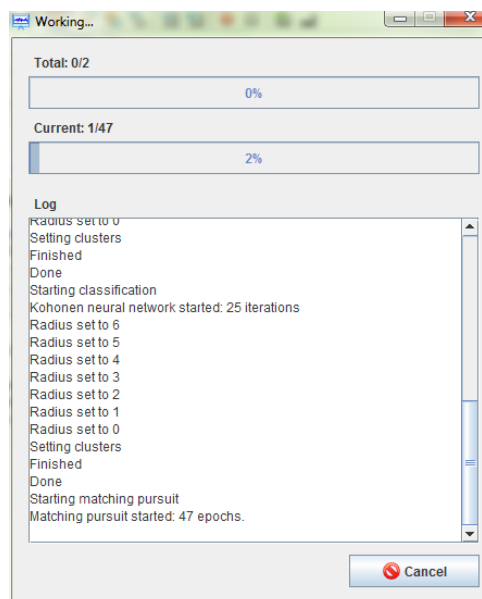 Working...
Total: 0/2
0%
Current: 1/47
2%
Log
Radius set to 0
Setting clusters
Finished
Done
Starting classification
Kohonen neural network started: 25 iterations
Radius set to 6
Radius set to 5
Radius set to 4
Radius set to 3
Radius set to 2
Radius set to 1
Radius set to 0
Setting clusters
Finished
Done
Starting matching pursuit
Matching pursuit started: 47 epochs.
Cancel